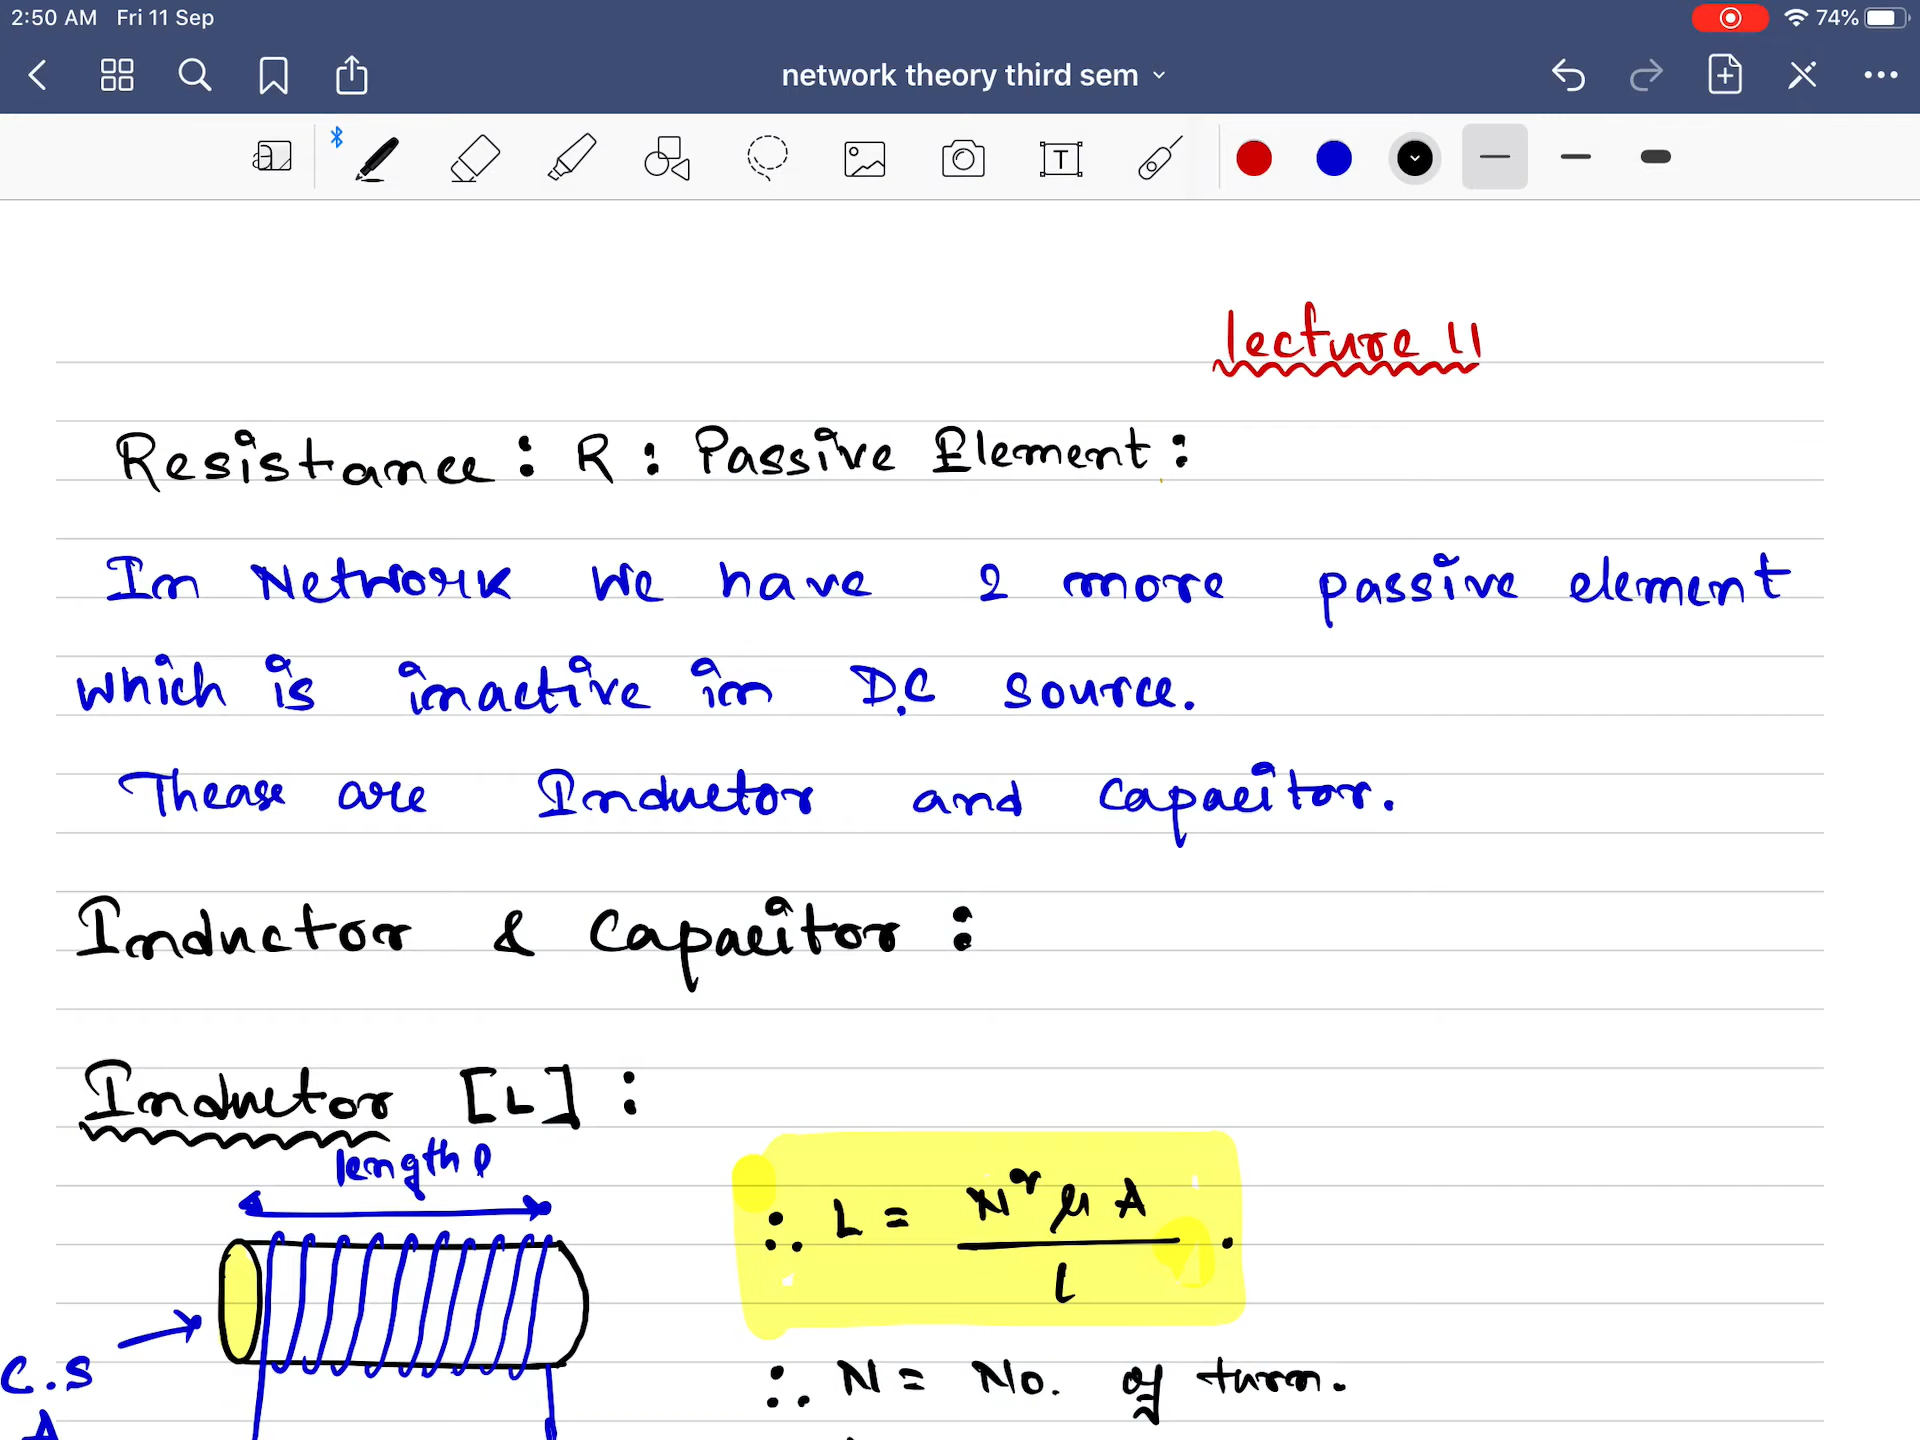 2:50 AM Fri 11 Sep
74%
network theory third sem
T
lecture 11
Resistance : R : Passive Element :
In Network We have 2 more passive element
which is inactive in D.C source.
Thease are Inductor and Capacitor.
Inductor & Capacitor :
Inductor [L] :
length l
∴ L = N² μ A / l .
C.S
A
∴ N = No. of turn.